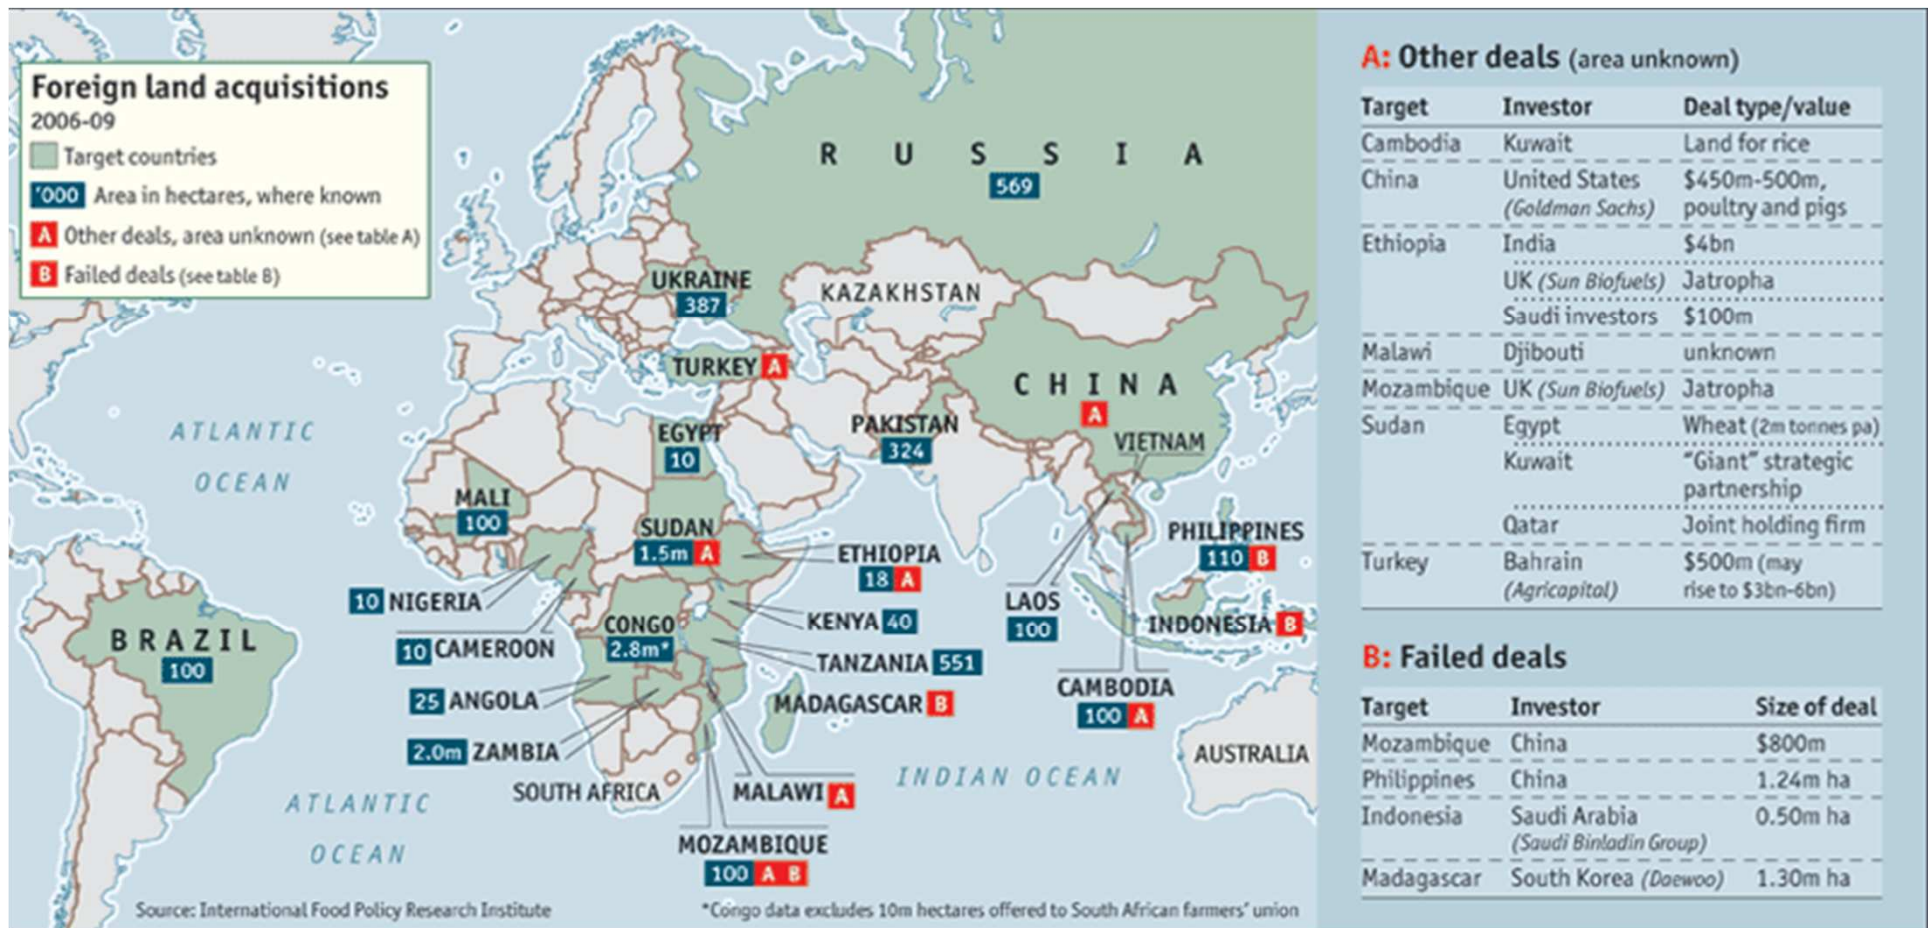 Foreign land acquisitions
2006-09
Target countries
'000 Area in hectares, where known
A Other deals, area unknown (see table A)
B Failed deals (see table B)
R U S S I A
569
UKRAINE
387
KAZAKHSTAN
TURKEY A
C H I N A
A
PAKISTAN
324
VIETNAM
EGYPT
10
ATLANTIC
OCEAN
MALI
100
SUDAN
1.5m A
ETHIOPIA
18 A
PHILIPPINES
110 B
10 NIGERIA
KENYA 40
LAOS
100
INDONESIA B
BRAZIL
100
10 CAMEROON
CONGO
2.8m*
TANZANIA 551
25 ANGOLA
MADAGASCAR B
CAMBODIA
100 A
2.0m ZAMBIA
AUSTRALIA
SOUTH AFRICA
MALAWI A
INDIAN OCEAN
ATLANTIC
OCEAN
MOZAMBIQUE
100 A B
Source: International Food Policy Research Institute
*Congo data excludes 10m hectares offered to South African farmers' union
A: Other deals (area unknown)
Target Investor Deal type/value
Cambodia Kuwait Land for rice
China United States $450m-500m,
(Goldman Sachs) poultry and pigs
Ethiopia India $4bn
UK (Sun Biofuels) Jatropha
Saudi investors $100m
Malawi Djibouti unknown
Mozambique UK (Sun Biofuels) Jatropha
Sudan Egypt Wheat (2m tonnes pa)
Kuwait "Giant" strategic
partnership
Qatar Joint holding firm
Turkey Bahrain $500m (may
(Agricapital) rise to $3bn-6bn)
B: Failed deals
Target Investor Size of deal
Mozambique China $800m
Philippines China 1.24m ha
Indonesia Saudi Arabia 0.50m ha
(Saudi Binladin Group)
Madagascar South Korea (Daewoo) 1.30m ha